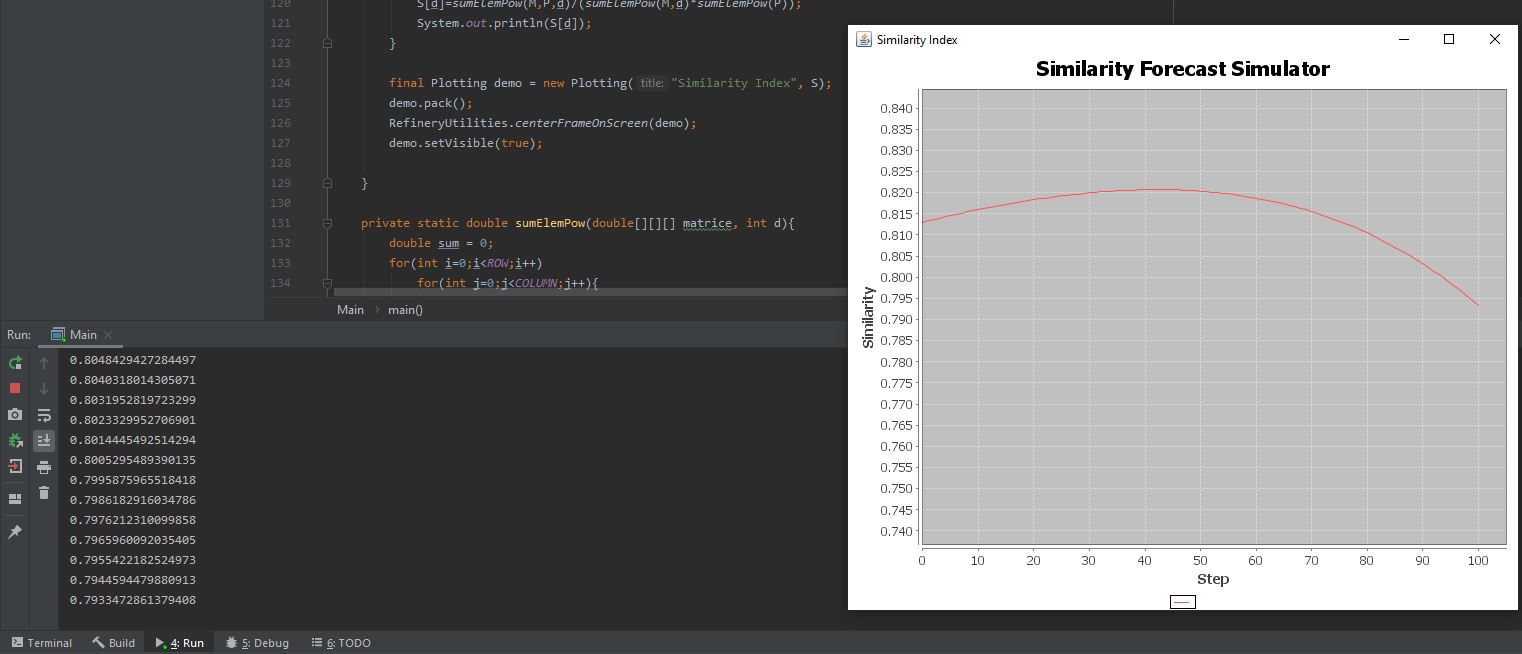 120 S[d]=sumElemPow(M,P,d)/(sumElemPow(M,d)*sumElemPow(P));
121 System.out.println(S[d]);
122 }
123
124 final Plotting demo = new Plotting( title: "Similarity Index", S);
125 demo.pack();
126 RefineryUtilities.centerFrameOnScreen(demo);
127 demo.setVisible(true);
128
129 }
130
131 private static double sumElemPow(double[][][] matrice, int d){
132 double sum = 0;
133 for(int i=0;i<ROW;i++)
134 for(int j=0;j<COLUMN;j++){
Main › main()
Run: Main ×
0.8048429427284497
0.8040318014305071
0.8031952819723299
0.8023329952706901
0.8014445492514294
0.8005295489390135
0.7995875965518418
0.7986182916034786
0.7976212310099858
0.7965960092035405
0.7955422182524973
0.7944594479880913
0.7933472861379408
Terminal Build 4: Run 5: Debug 6: TODO
Similarity Index
Similarity Forecast Simulator
0.840
0.835
0.830
0.825
0.820
0.815
0.810
0.805
0.800
0.795
0.790
0.785
0.780
0.775
0.770
0.765
0.760
0.755
0.750
0.745
0.740
Similarity
0 10 20 30 40 50 60 70 80 90 100
Step